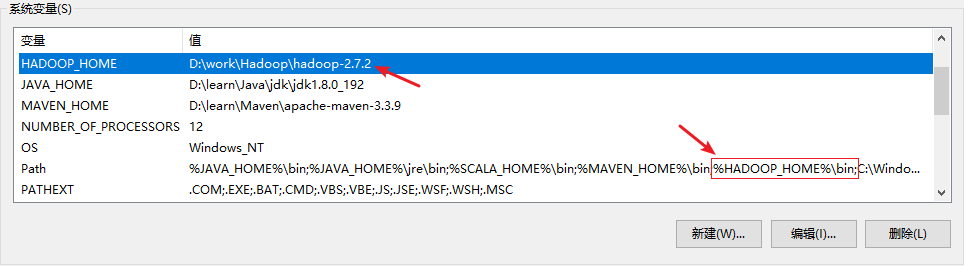 系统变量(S)
变量 值
HADOOP_HOME D:\work\Hadoop\hadoop-2.7.2
JAVA_HOME D:\learn\Java\jdk\jdk1.8.0_192
MAVEN_HOME D:\learn\Maven\apache-maven-3.3.9
NUMBER_OF_PROCESSORS 12
OS Windows_NT
Path %JAVA_HOME%\bin;%JAVA_HOME%\jre\bin;%SCALA_HOME%\bin;%MAVEN_HOME%\bin;%HADOOP_HOME%\bin;C:\Windo...
PATHEXT .COM;.EXE;.BAT;.CMD;.VBS;.VBE;.JS;.JSE;.WSF;.WSH;.MSC
新建(W)... 编辑(I)... 删除(L)